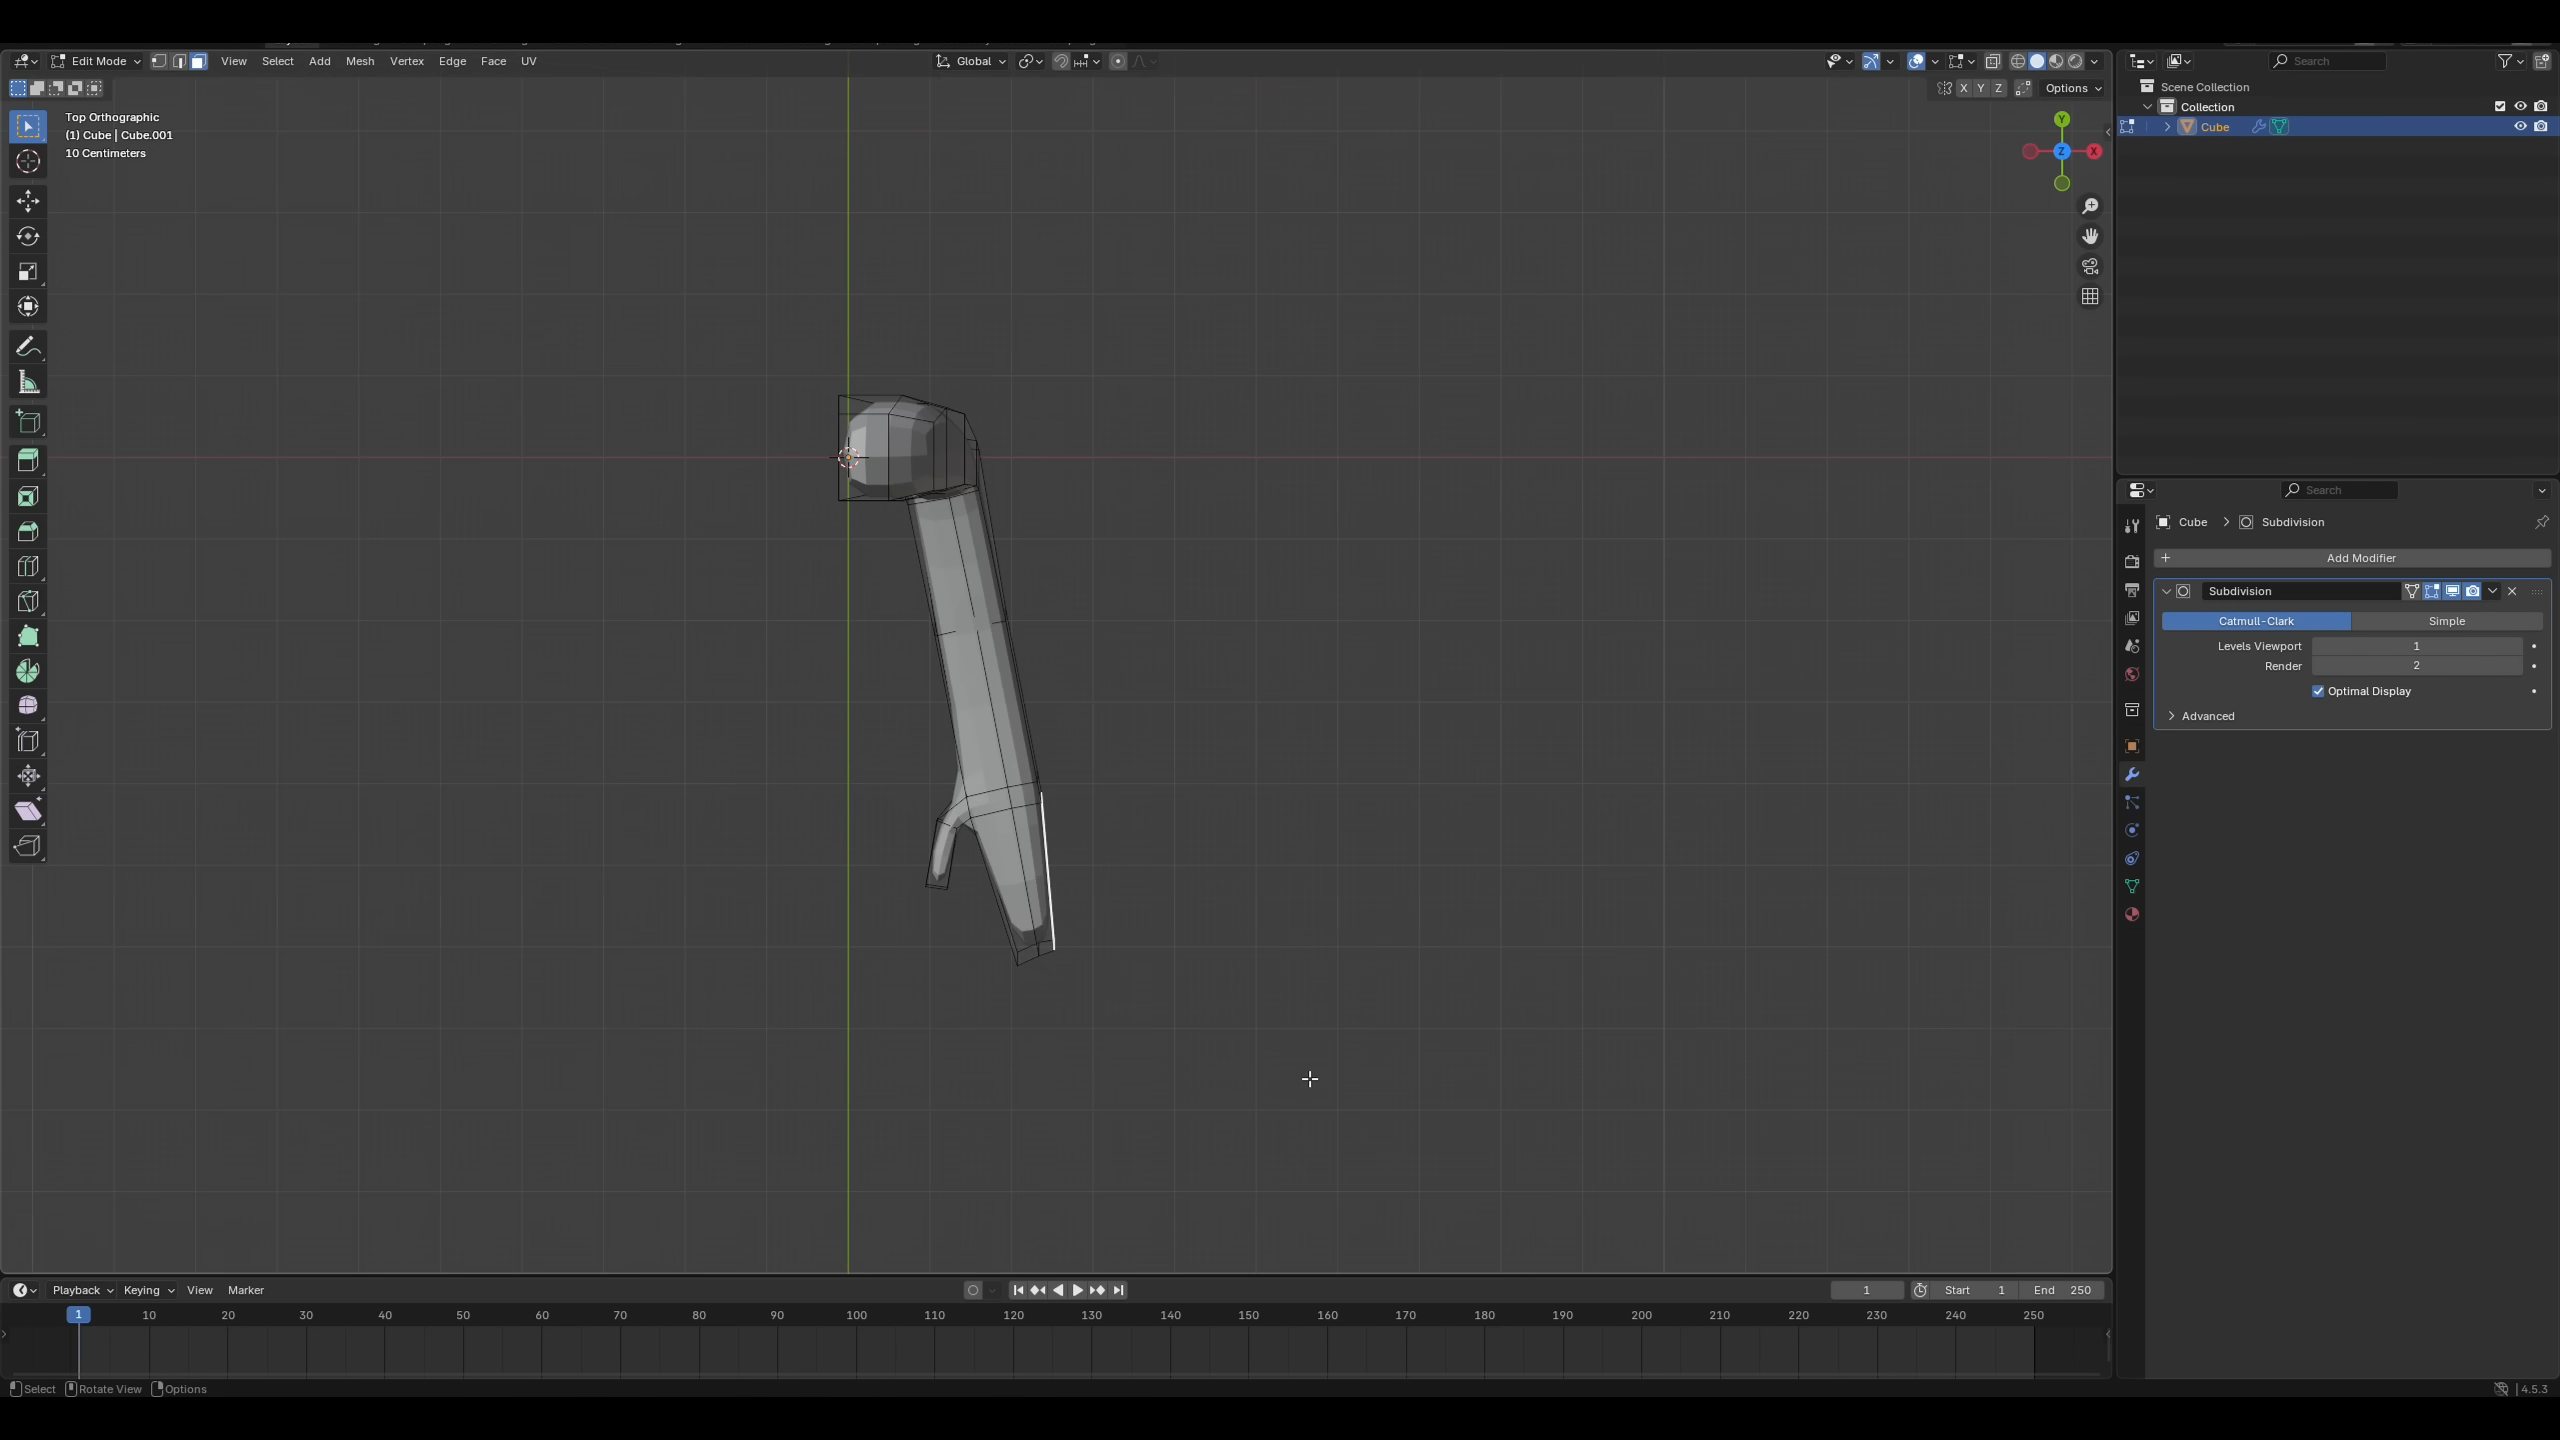 Edit Mode View Select Add Mesh Vertex Edge Face UV Global
Search
X Y Z Options
Top Orthographic
(1) Cube | Cube.001
10 Centimeters
Y
Z
X
Scene Collection
Collection
Cube
Search
Cube Subdivision
Add Modifier
Subdivision
Catmull-Clark Simple
Levels Viewport 1
Render 2
Optimal Display
Advanced
Playback Keying View Marker 1 Start 1 End 250
1 10 20 30 40 50 60 70 80 90 100 110 120 130 140 150 160 170 180 190 200 210 220 230 240 250
Select Rotate View Options 4.5.3